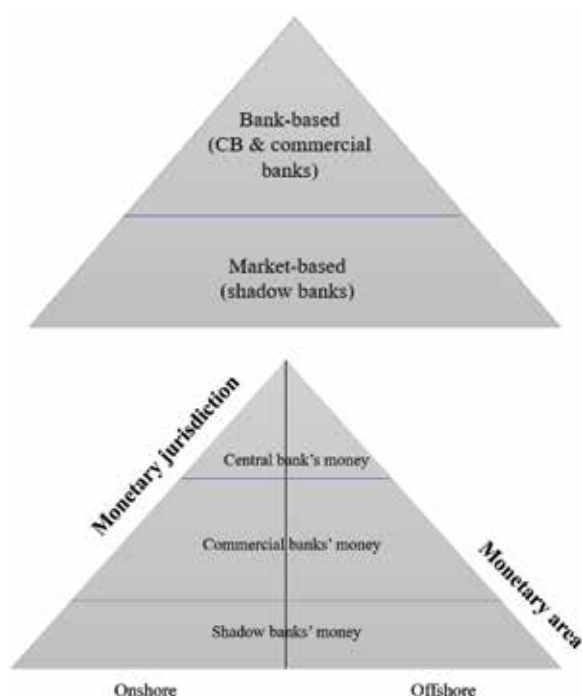 Bank-based
(CB & commercial
banks)
Market-based
(shadow banks)
Monetary jurisdiction
Central bank's money
Commercial banks' money
Monetary area
Shadow banks' money
Onshore
Offshore